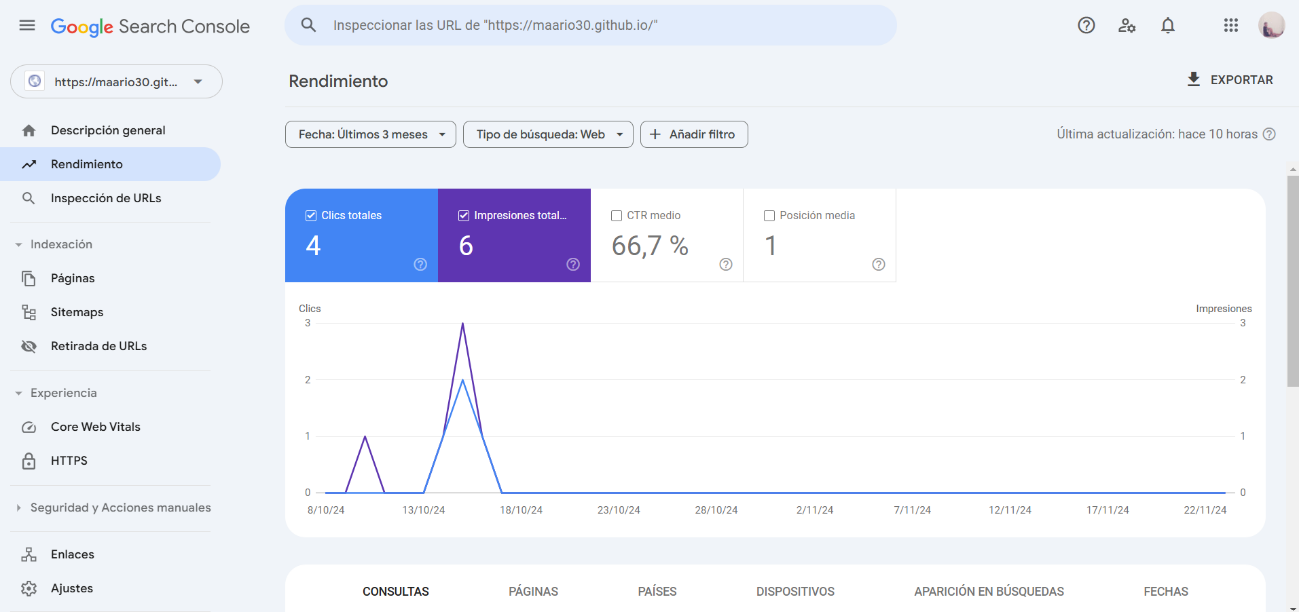 Google Search Console
Inspeccionar las URL de "https://maario30.github.io/"
https://maario30.git...
Rendimiento
EXPORTAR
Descripción general
Rendimiento
Inspección de URLs
Indexación
Páginas
Sitemaps
Retirada de URLs
Experiencia
Core Web Vitals
HTTPS
Seguridad y Acciones manuales
Enlaces
Ajustes
Fecha: Últimos 3 meses
Tipo de búsqueda: Web
Añadir filtro
Última actualización: hace 10 horas
Clics totales
4
Impresiones total...
6
CTR medio
66,7 %
Posición media
1
Clics
Impresiones
3
3
2
2
1
1
0
0
8/10/24 13/10/24 18/10/24 23/10/24 28/10/24 2/11/24 7/11/24 12/11/24 17/11/24 22/11/24
CONSULTAS PÁGINAS PAÍSES DISPOSITIVOS APARICIÓN EN BÚSQUEDAS FECHAS